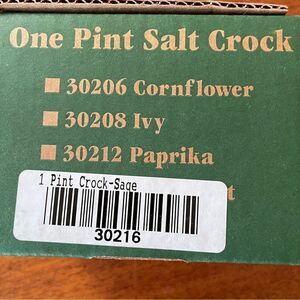 One Pint Salt Crock
30206 Cornflower
30208 Ivy
30212 Paprika
1 Pint Crock-Sage
30216